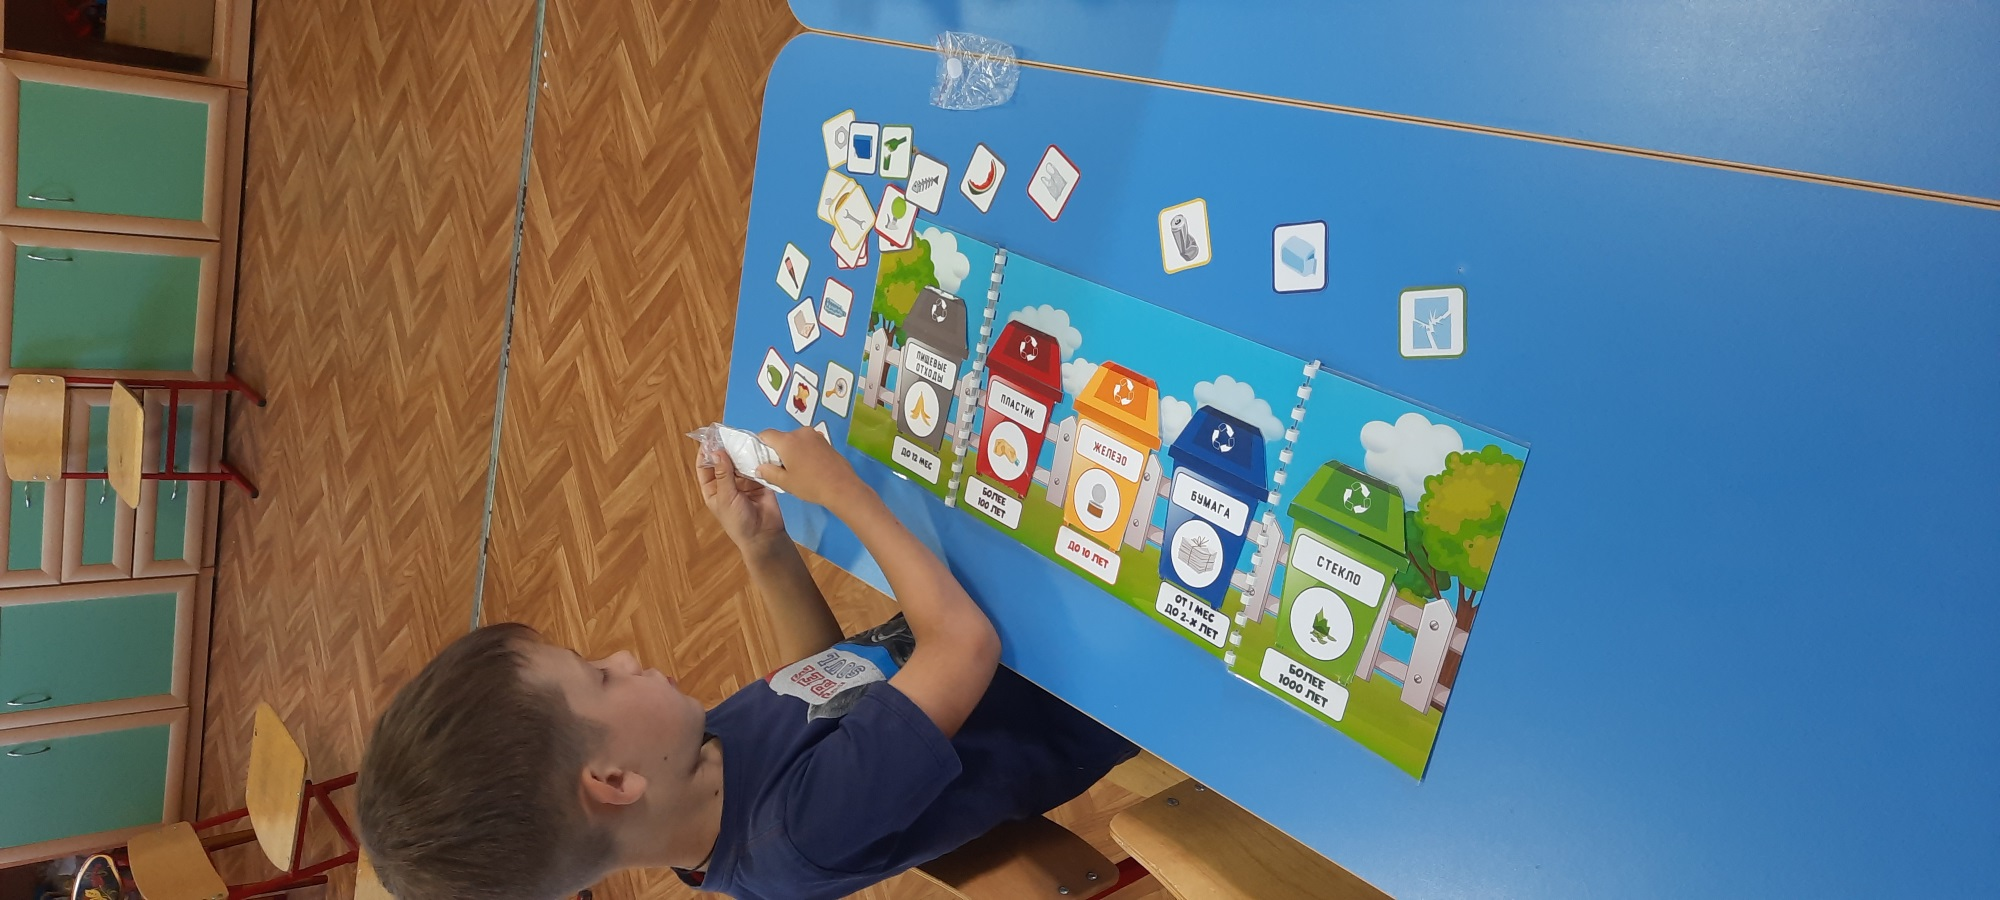 ПИЩЕВЫЕ
ОТХОДЫ
ДО 12 МЕС
ПЛАСТИК
БОЛЕЕ
100 ЛЕТ
ЖЕЛЕЗО
ДО 10 ЛЕТ
БУМАГА
ОТ 1 МЕС
ДО 2-Х ЛЕТ
СТЕКЛО
БОЛЕЕ
1000 ЛЕТ